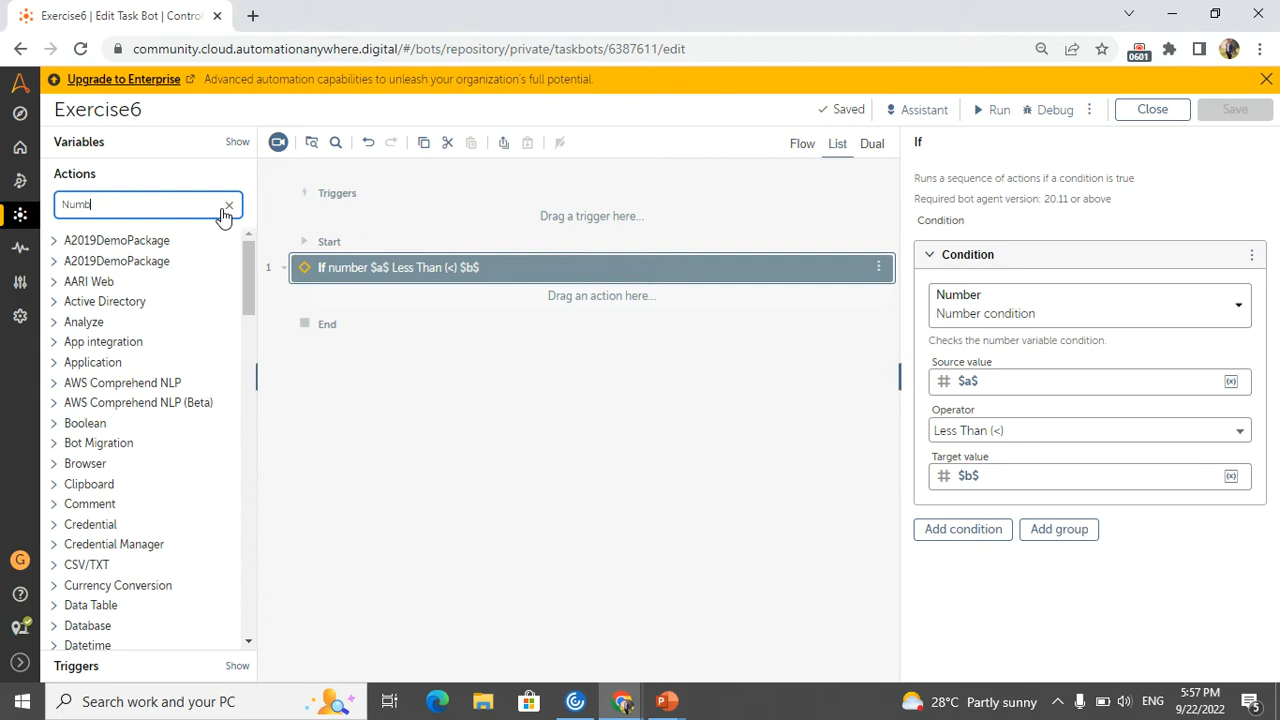 Exercise6 | Edit Task Bot | Contro
community.cloud.automationanywhere.digital/#/bots/repository/private/taskbots/6387611/edit
0601
Upgrade to Enterprise Advanced automation capabilities to unleash your organization's full potential.
Exercise6
Saved
Assistant
Run
Debug
Close
Save
Variables
Show
Actions
Numb
A2019DemoPackage
A2019DemoPackage
AARI Web
Active Directory
Analyze
App integration
Application
AWS Comprehend NLP
AWS Comprehend NLP (Beta)
Boolean
Bot Migration
Browser
Clipboard
Comment
Credential
Credential Manager
CSV/TXT
Currency Conversion
Data Table
Database
Datetime
Triggers
Show
Flow
List
Dual
Triggers
Drag a trigger here...
Start
1
If number $a$ Less Than (<) $b$
Drag an action here...
End
If
Runs a sequence of actions if a condition is true
Required bot agent version: 20.11 or above
Condition
Condition
Number
Number condition
Checks the number variable condition.
Source value
$a$
(x)
Operator
Less Than (<)
Target value
$b$
(x)
Add condition
Add group
G
Search work and your PC
28°C Partly sunny
ENG
5:57 PM
9/22/2022
5